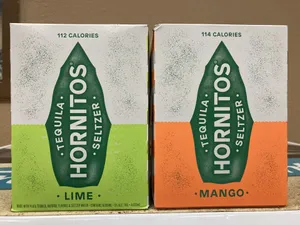 112 CALORIES
TEQUILA
HORNITOS
SELTZER
• LIME •
114 CALORIES
TEQUILA
HORNITOS
SELTZER
• MANGO •